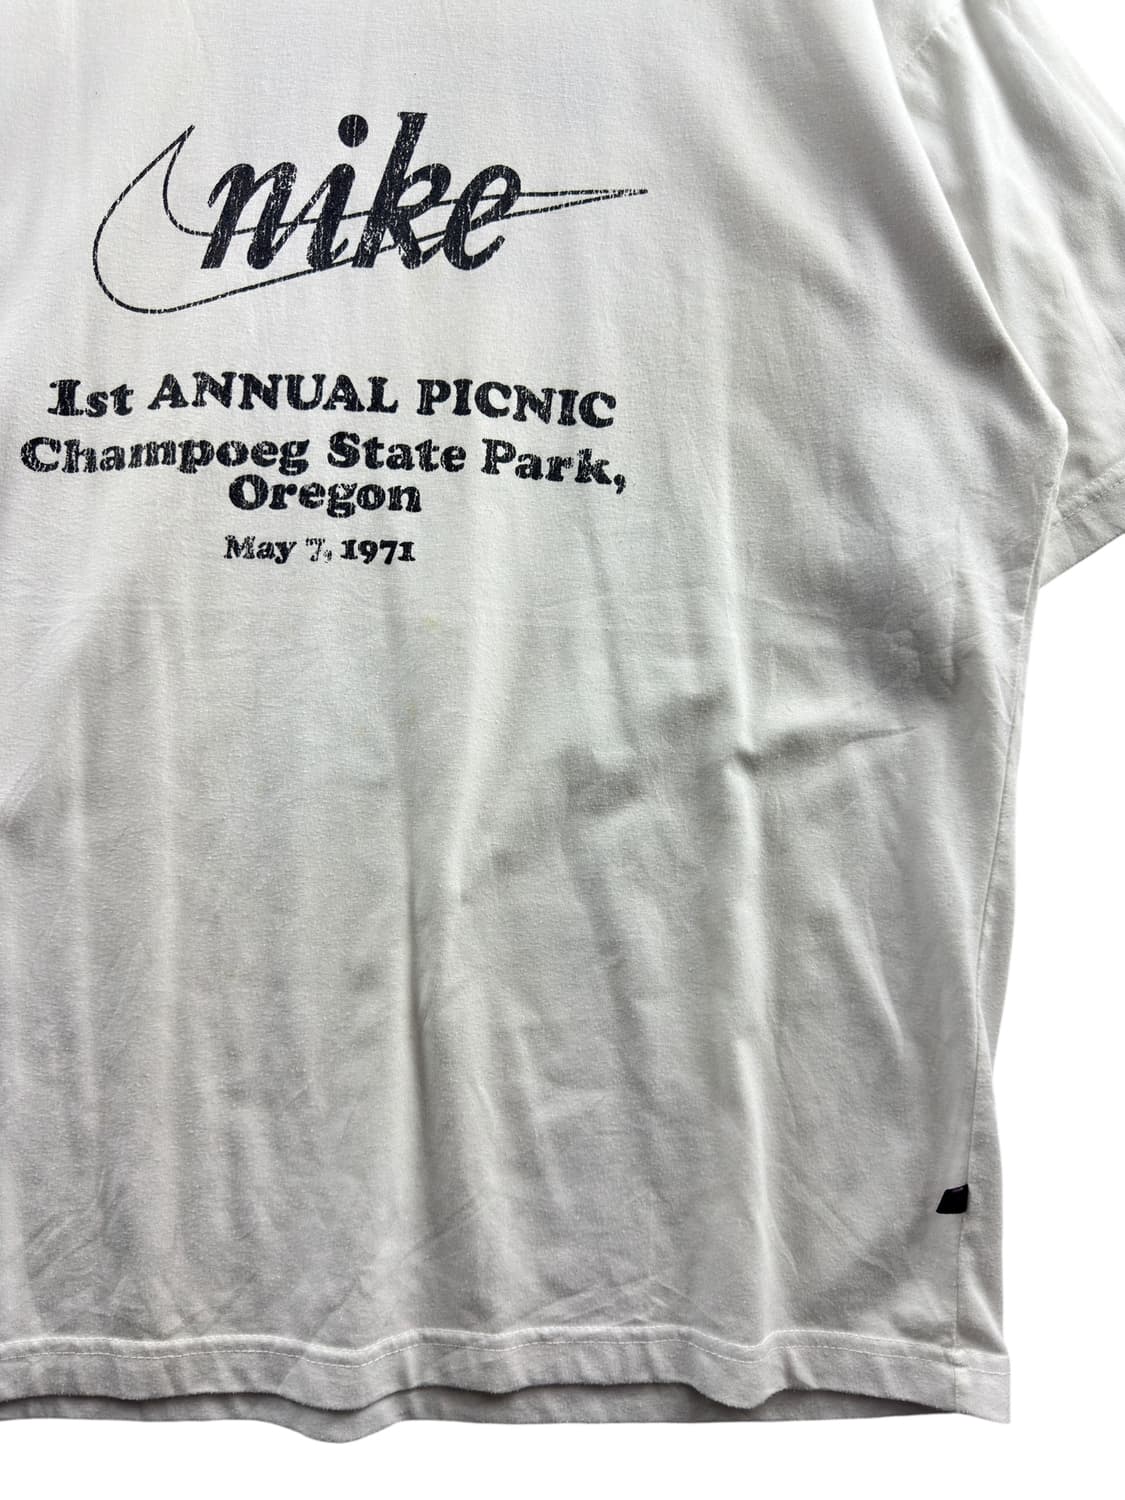 nike
1st ANNUAL PICNIC
Champoeg State Park,
Oregon
May 7, 1971